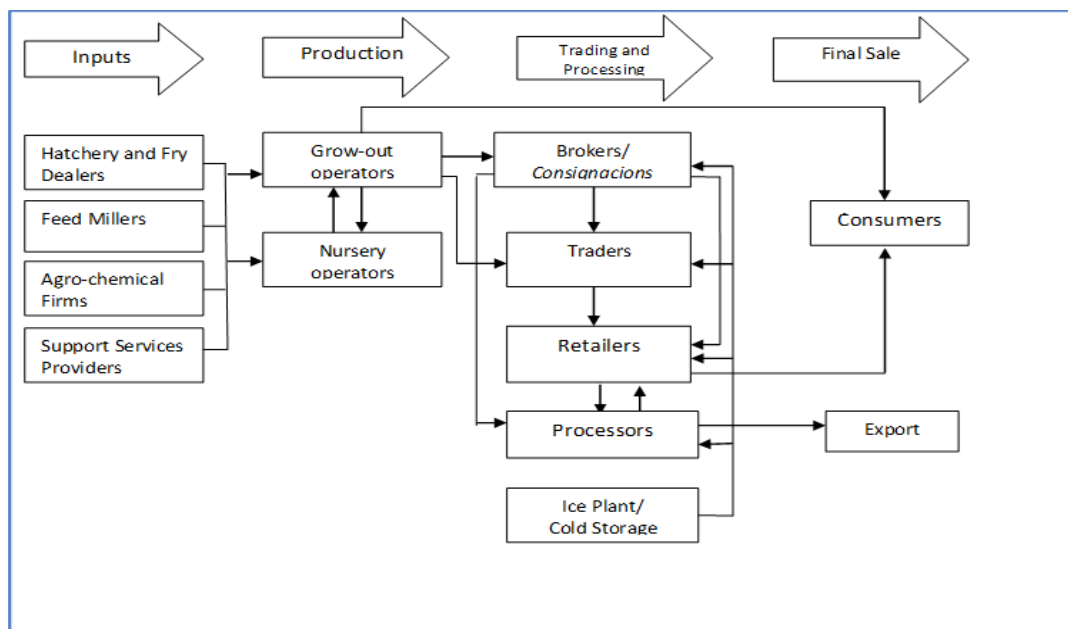 Inputs
Production
Trading and
Processing
Final Sale
Hatchery and Fry
Dealers
Feed Millers
Agro-chemical
Firms
Support Services
Providers
Grow-out
operators
Nursery
operators
Brokers/
Consignacions
Traders
Retailers
Processors
Ice Plant/
Cold Storage
Consumers
Export